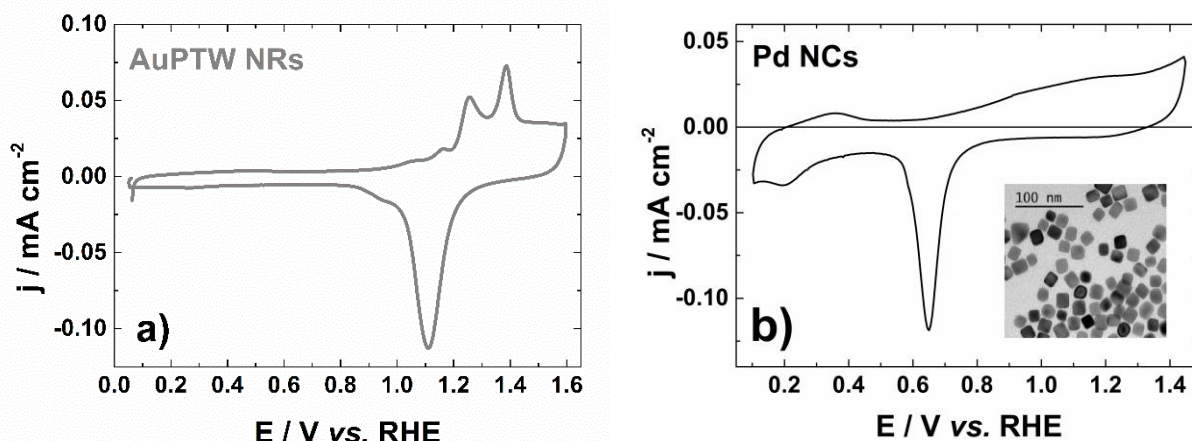 AuPTW NRs
0.10
0.05
0.00
-0.05
-0.10
j / mA cm-2
a)
0.0 0.2 0.4 0.6 0.8 1.0 1.2 1.4 1.6
E / V vs. RHE
Pd NCs
0.05
0.00
-0.05
-0.10
j / mA cm-2
b)
100 nm
0.2 0.4 0.6 0.8 1.0 1.2 1.4
E / V vs. RHE